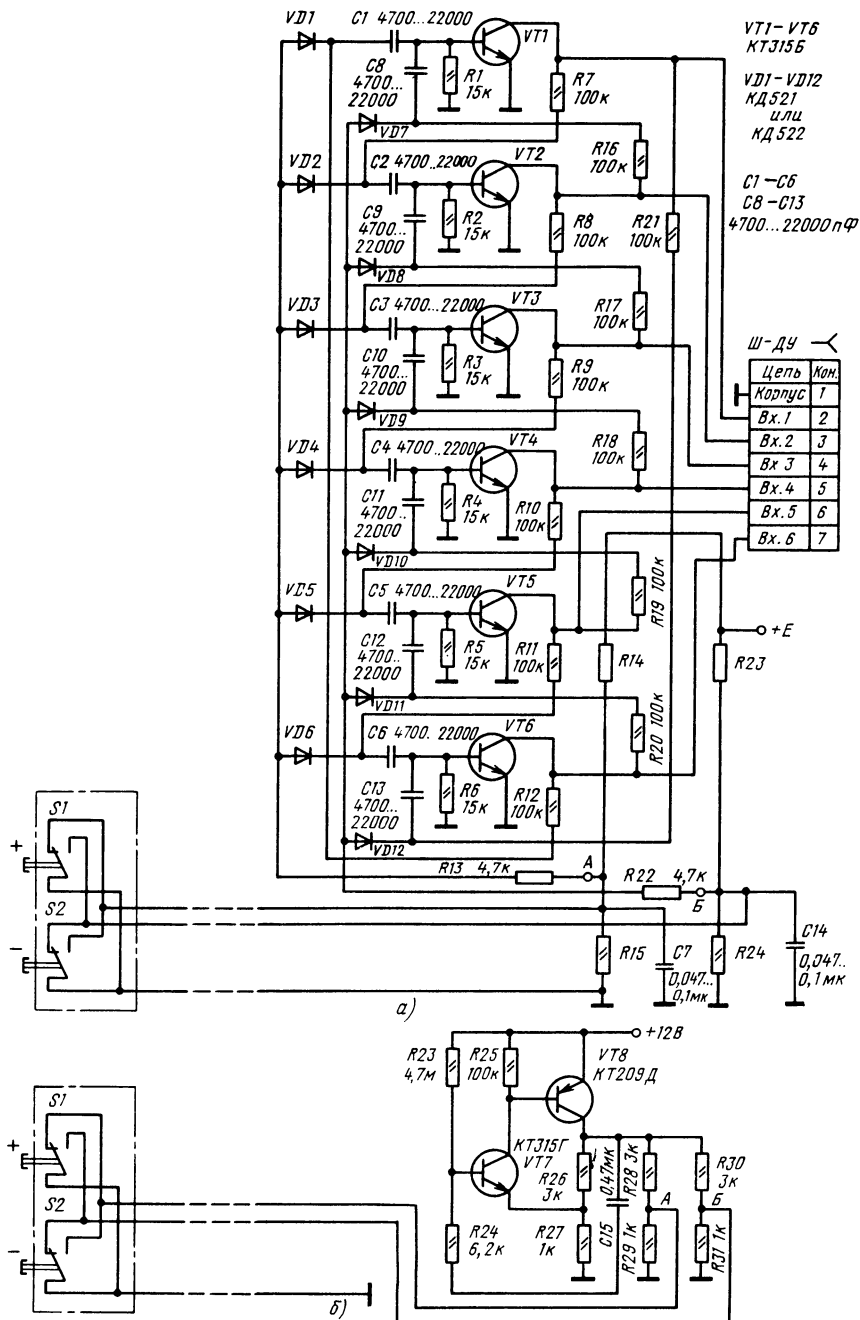 VD1
C1 4700...22000
VT1
C8
4700...
22000
R1
15к
R7
100к
VT1-VT6
КТ315Б
VD1-VD12
КД521
или
КД522
C1-C6
C8-C13
4700...22000пФ
VD7
VD2
C2 4700..22000
VT2
R16
100к
C9
4700...
22000
R2
15к
R8
100к
R21
100к
VD8
VD3
C3 4700...22000
VT3
R17
100к
C10
4700...
22000
R3
15к
R9
100к
Ш-ДУ
Цепь Кон.
Корпус 1
Вх.1 2
Вх.2 3
Вх 3 4
Вх.4 5
Вх.5 6
Вх.6 7
VD9
VD4
C4 4700..22000
VT4
R18
100к
C11
4700...
22000
R4
15к
R10
100к
VD10
VD5
C5 4700...22000
VT5
R19 100к
C12
4700..
22000
R5
15к
R11
100к
R14
+E
R23
VD11
VD6
C6 4700. 22000
VT6
R20 100к
C13
4700...
22000
R6
15к
R12
100к
VD12
S1
+
S2
-
R13 4,7к
А
R22 4,7к
Б
R15
C7
0,047...
0,1мк
R24
C14
0,047..
0,1мк
а)
+12В
R23
4,7м
R25
100к
VT8
КТ209Д
S1
+
S2
-
КТ315Г
VT7
R26
3к
0,47мк
C15
R28 3к
R30
3к
А
Б
R24
6,2к
R27
1к
R29 1к
R31 1к
б)